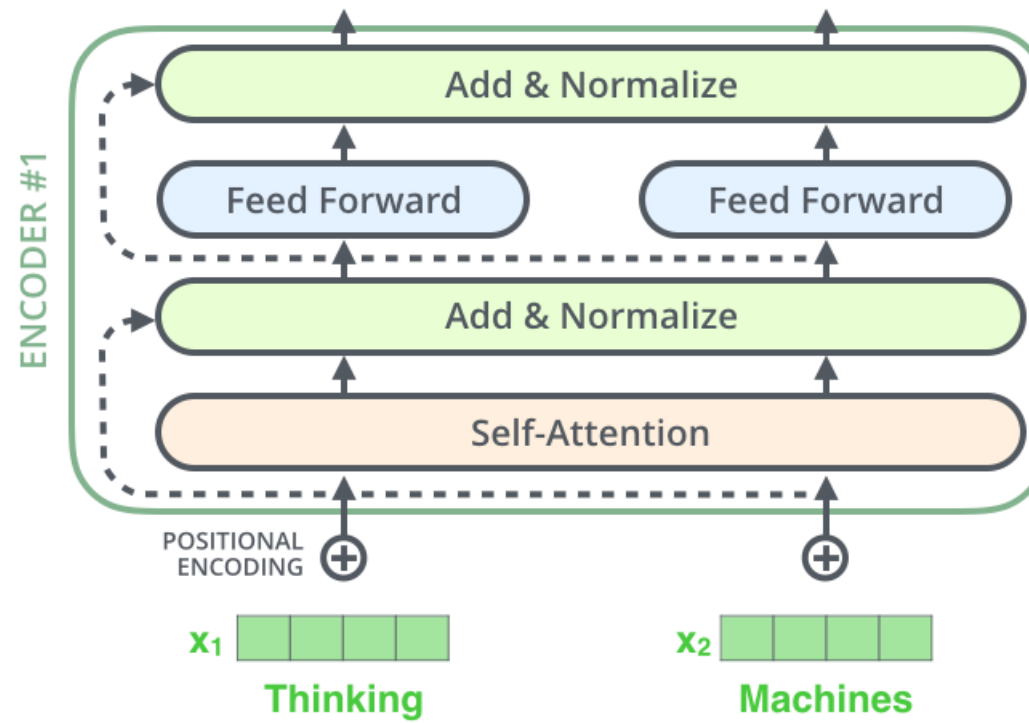 ENCODER #1
Add & Normalize
Feed Forward Feed Forward
Add & Normalize
Self-Attention
POSITIONAL
ENCODING
x₁ x₂
Thinking Machines